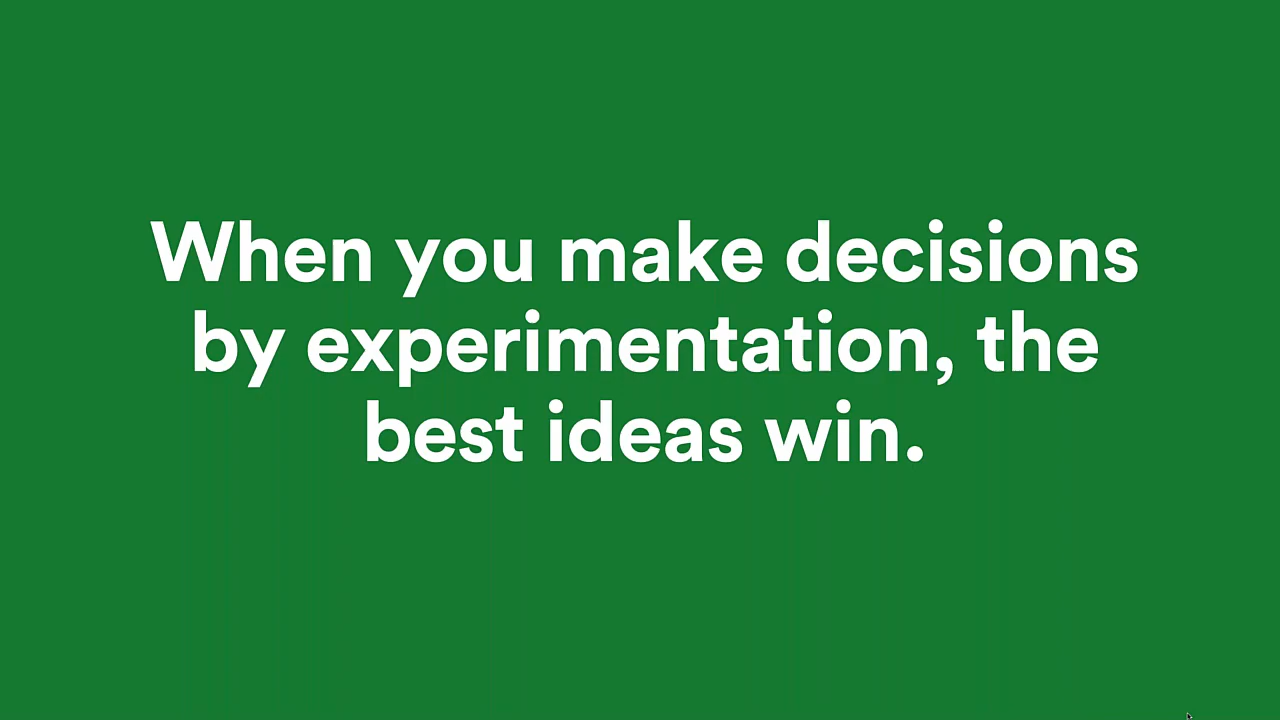 When you make decisions
by experimentation, the
best ideas win.